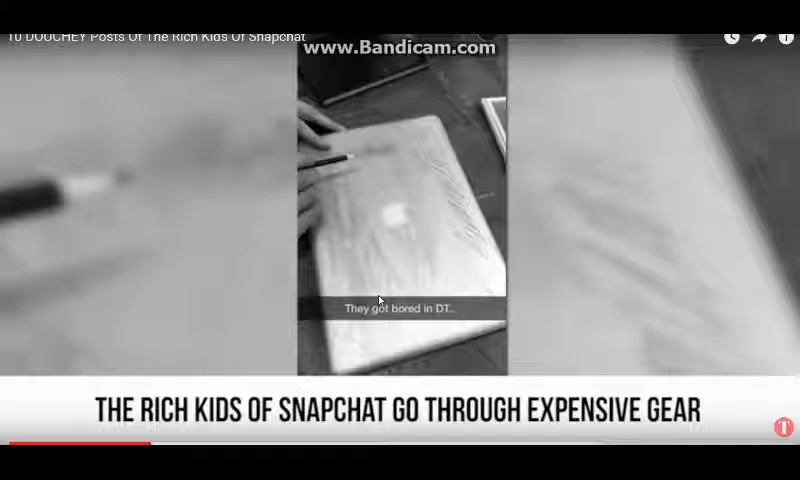 10 DOUCHEY Posts Of The Rich Kids Of Snapchat
www.Bandicam.com
They got bored in DT..
THE RICH KIDS OF SNAPCHAT GO THROUGH EXPENSIVE GEAR
T